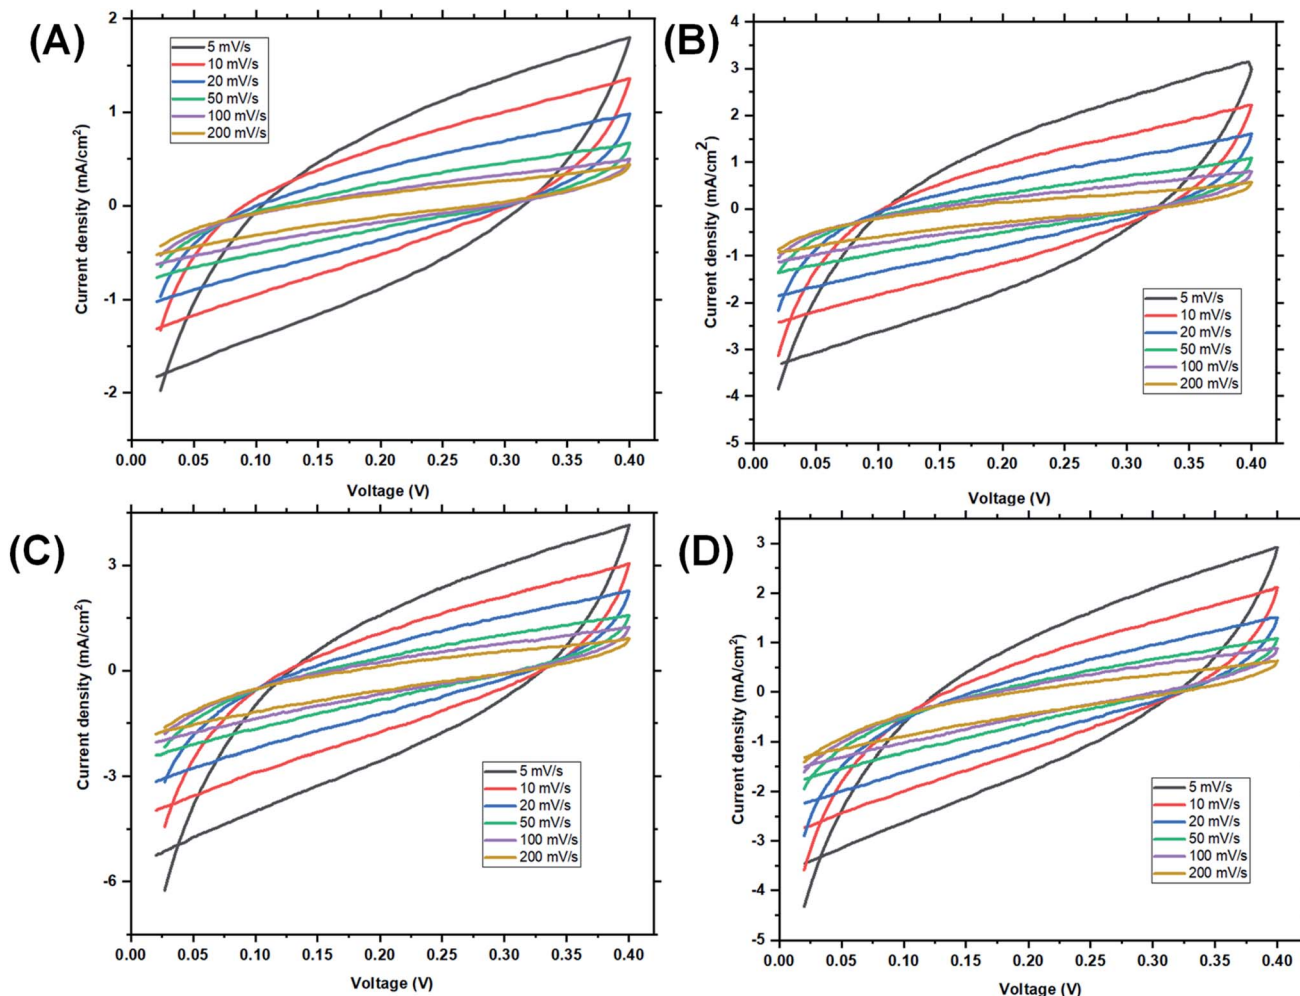 (A)
5 mV/s
10 mV/s
20 mV/s
50 mV/s
100 mV/s
200 mV/s
2
1
0
-1
-2
Current density (mA/cm²)
0.00 0.05 0.10 0.15 0.20 0.25 0.30 0.35 0.40
Voltage (V)
(B)
4
3
2
1
0
-1
-2
-3
-4
-5
Current density (mA/cm²)
5 mV/s
10 mV/s
20 mV/s
50 mV/s
100 mV/s
200 mV/s
0.00 0.05 0.10 0.15 0.20 0.25 0.30 0.35 0.40
Voltage (V)
(C)
3
0
-3
-6
Current density (mA/cm²)
5 mV/s
10 mV/s
20 mV/s
50 mV/s
100 mV/s
200 mV/s
0.00 0.05 0.10 0.15 0.20 0.25 0.30 0.35 0.40
Voltage (V)
(D)
3
2
1
0
-1
-2
-3
-4
-5
Current density (mA/cm²)
5 mV/s
10 mV/s
20 mV/s
50 mV/s
100 mV/s
200 mV/s
0.00 0.05 0.10 0.15 0.20 0.25 0.30 0.35 0.40
Voltage (V)